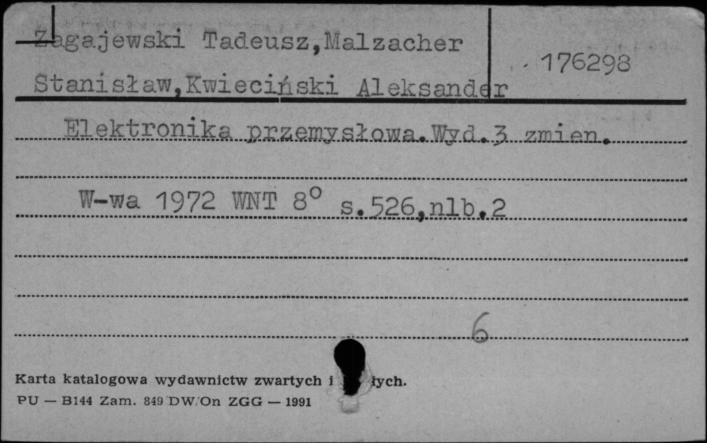 Zagajewski Tadeusz,Malzacher
176298
Stanisław,Kwieciński Aleksander
Elektronika przemysłowa.Wyd.3 zmien.
W-wa 1972 WNT 8° s.526,nlb.2
6
Karta katalogowa wydawnictw zwartych i łych.
PU — B144 Zam. 849 DW/On ZGG — 1991